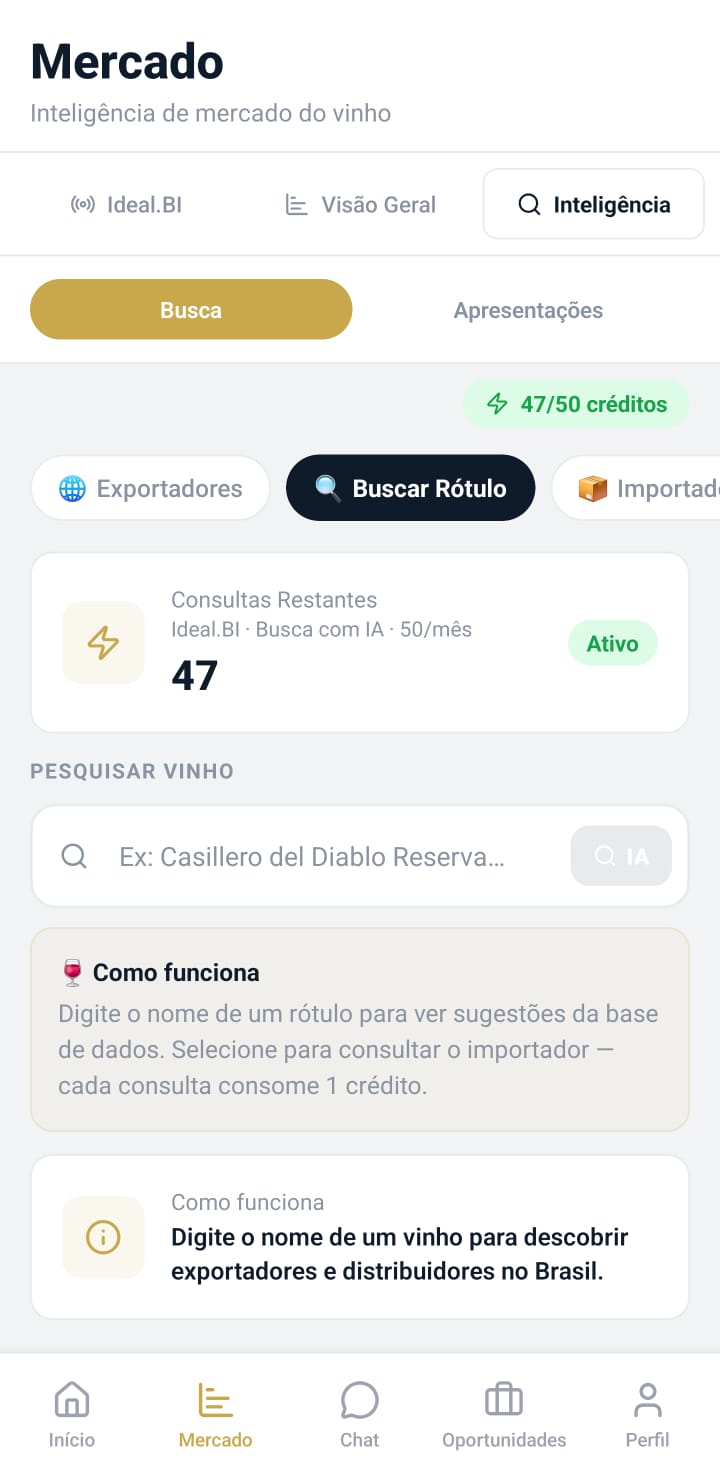 Mercado
Inteligência de mercado do vinho
Ideal.BI
Visão Geral
Inteligência
Busca
Apresentações
47/50 créditos
Exportadores
Buscar Rótulo
Importad
Consultas Restantes
Ideal.BI · Busca com IA · 50/mês
47
Ativo
PESQUISAR VINHO
Ex: Casillero del Diablo Reserva...
IA
Como funciona
Digite o nome de um rótulo para ver sugestões da base
de dados. Selecione para consultar o importador —
cada consulta consome 1 crédito.
Como funciona
Digite o nome de um vinho para descobrir
exportadores e distribuidores no Brasil.
Início
Mercado
Chat
Oportunidades
Perfil